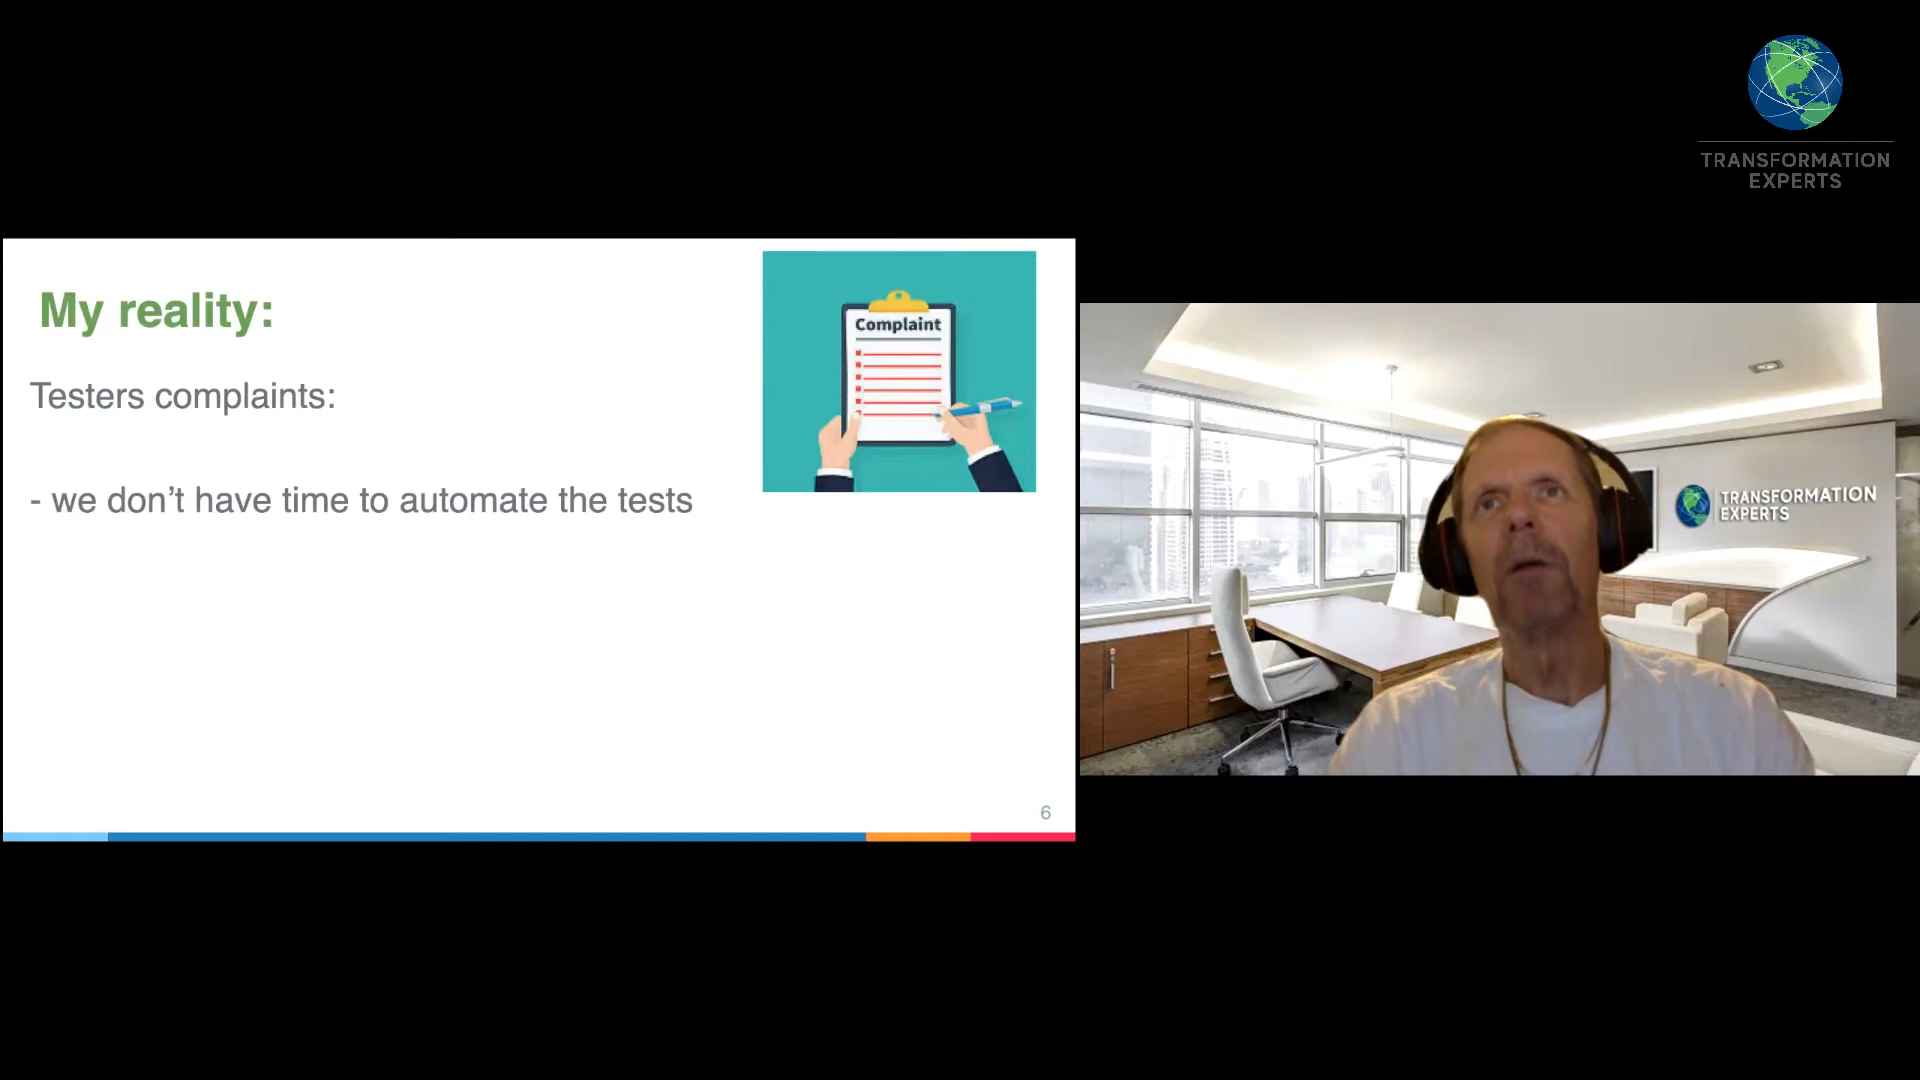 TRANSFORMATION
EXPERTS
My reality:
Complaint
Testers complaints:
- we don’t have time to automate the tests
6
TRANSFORMATION
EXPERTS